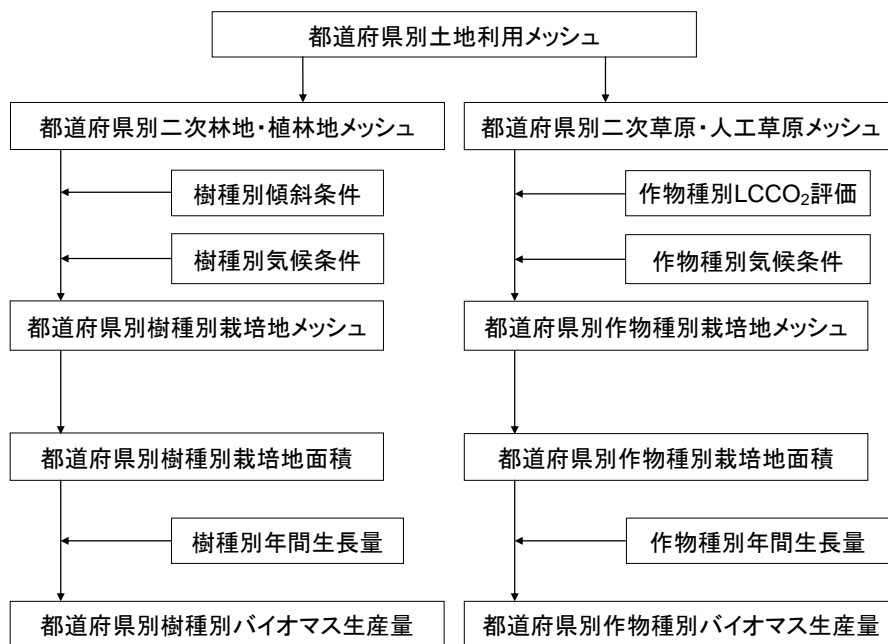 都道府県別土地利用メッシュ
都道府県別二次林地・植林地メッシュ
都道府県別二次草原・人工草原メッシュ
樹種別傾斜条件
作物種別LCCO₂評価
樹種別気候条件
作物種別気候条件
都道府県別樹種別栽培地メッシュ
都道府県別作物種別栽培地メッシュ
都道府県別樹種別栽培地面積
都道府県別作物種別栽培地面積
樹種別年間生長量
作物種別年間生長量
都道府県別樹種別バイオマス生産量
都道府県別作物種別バイオマス生産量